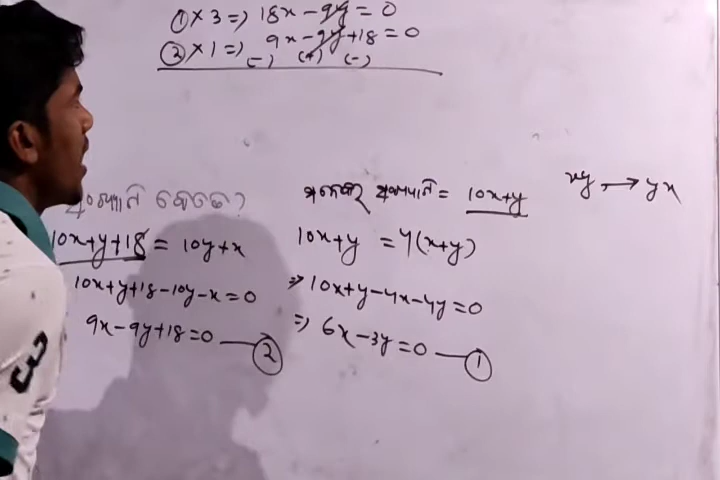 ① × 3 ⇒ 18x - 9y = 0
② × 1 ⇒ 9x - 9y + 18 = 0
(-) (+) (-)
= 10x+y
xy → yx
10x+y+18 = 10y+x
10x+y = 4(x+y)
10x+y+18-10y-x=0
⇒ 10x+y-4x-4y=0
9x-9y+18=0 — ②
⇒ 6x-3y=0 — ①
3